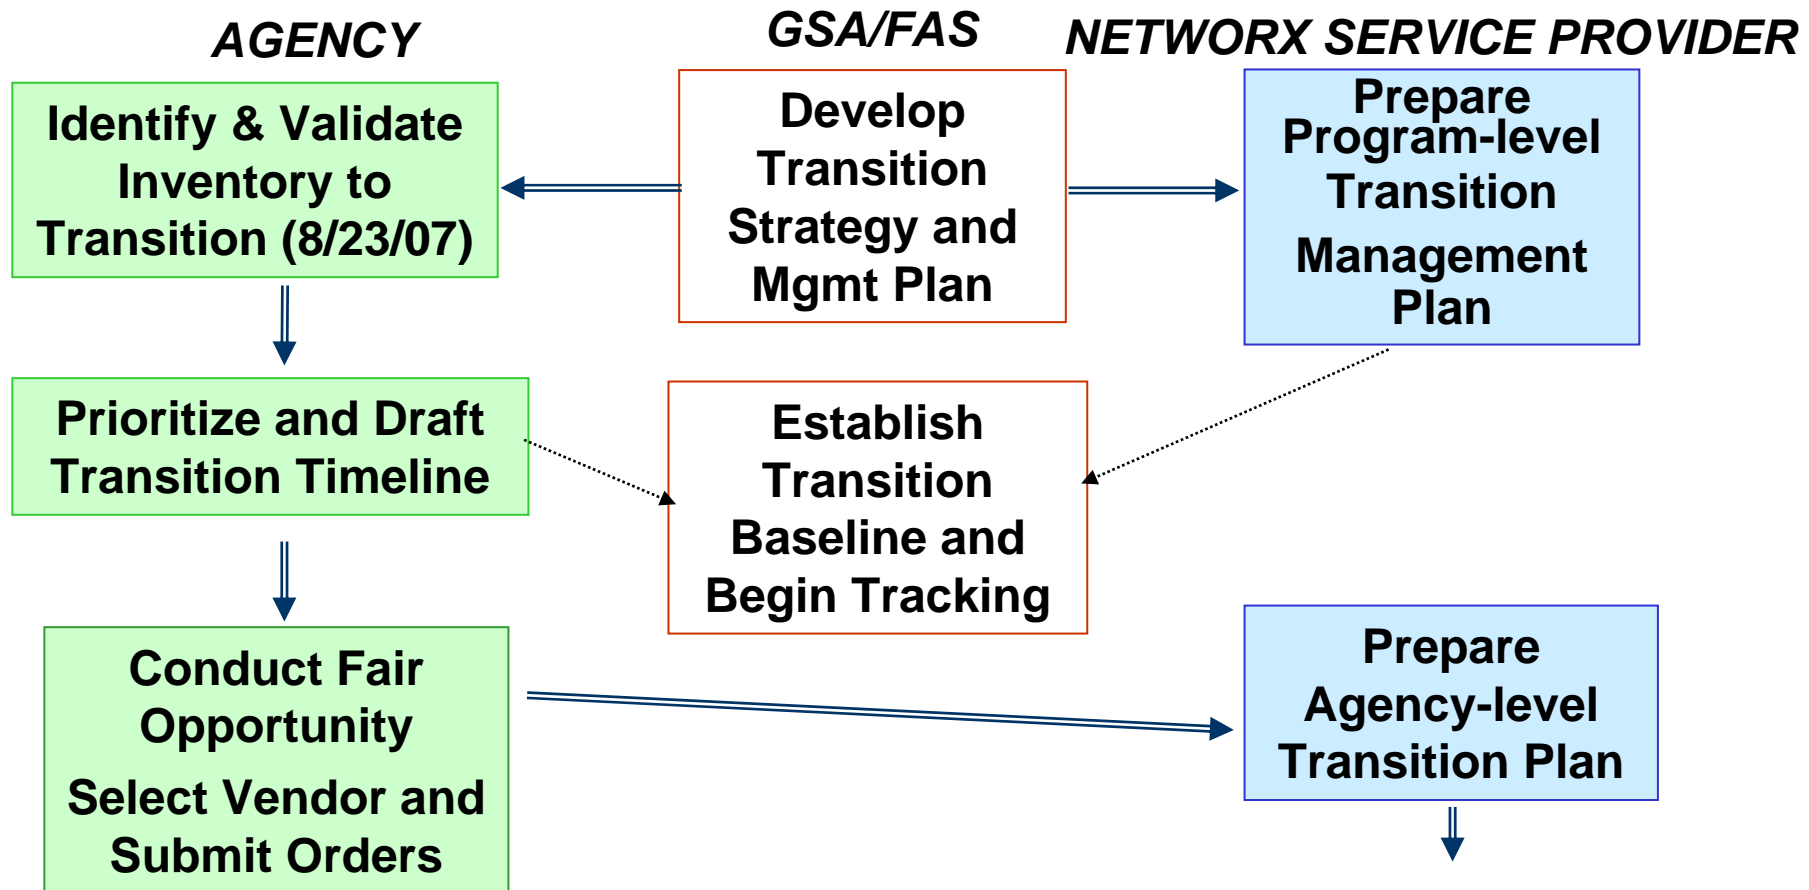 AGENCY
GSA/FAS
NETWORX SERVICE PROVIDER
Identify & Validate
Inventory to
Transition (8/23/07)
Develop
Transition
Strategy and
Mgmt Plan
Prepare
Program-level
Transition
Management
Plan
Prioritize and Draft
Transition Timeline
Establish
Transition
Baseline and
Begin Tracking
Conduct Fair
Opportunity
Select Vendor and
Submit Orders
Prepare
Agency-level
Transition Plan